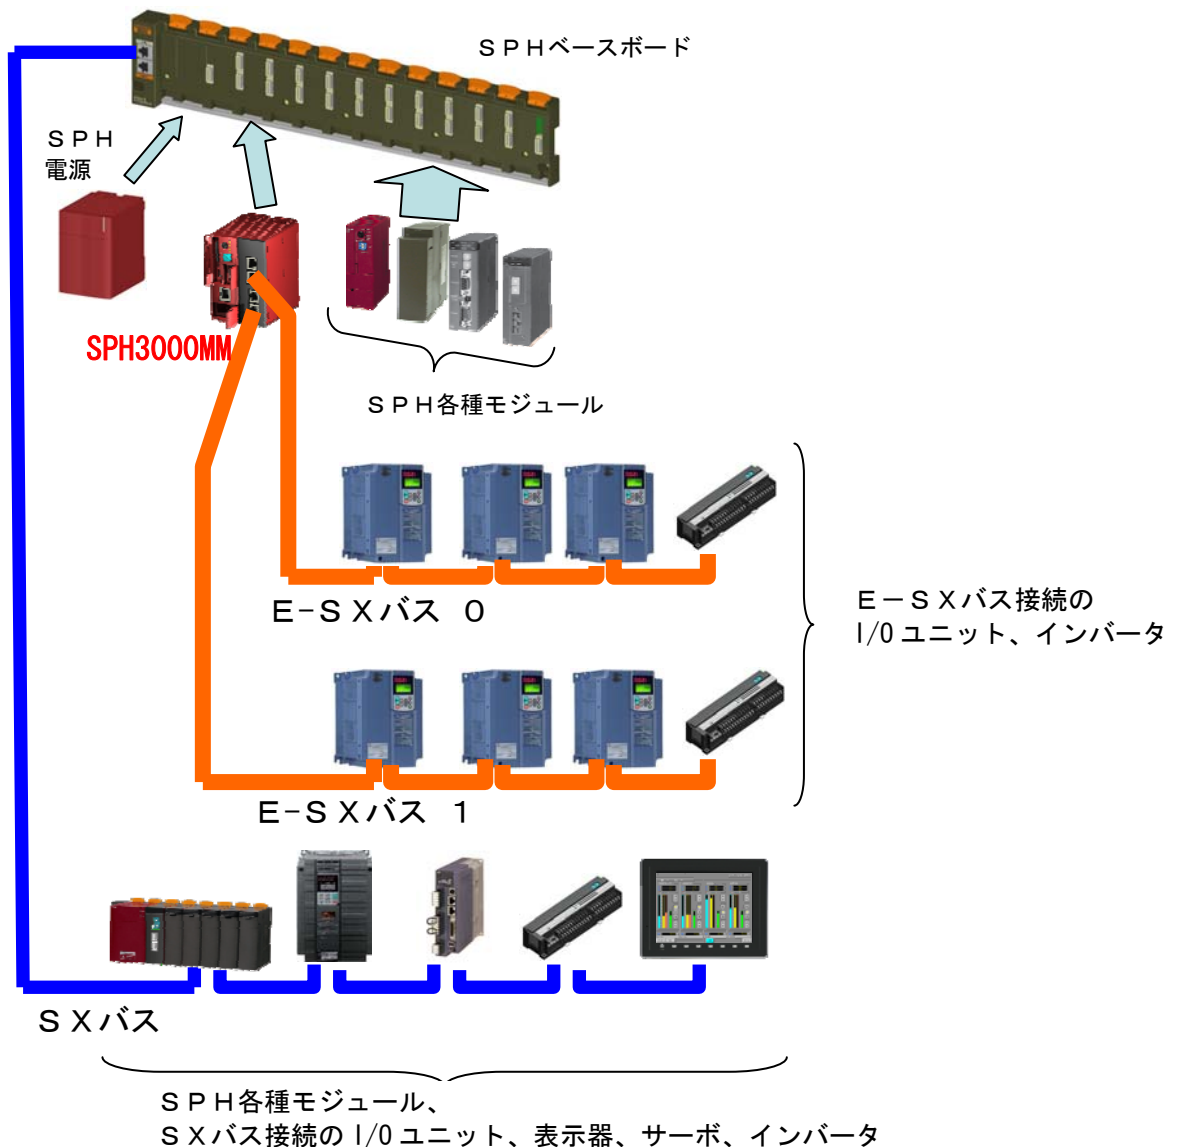 ＳＰＨベースボード
ＳＰＨ
電源
SPH3000MM
ＳＰＨ各種モジュール
Ｅ-ＳＸバス ０
Ｅ－ＳＸバス接続の
I/O ユニット、インバータ
Ｅ-ＳＸバス １
ＳＸバス
ＳＰＨ各種モジュール、
ＳＸバス接続の I/O ユニット、表示器、サーボ、インバータ